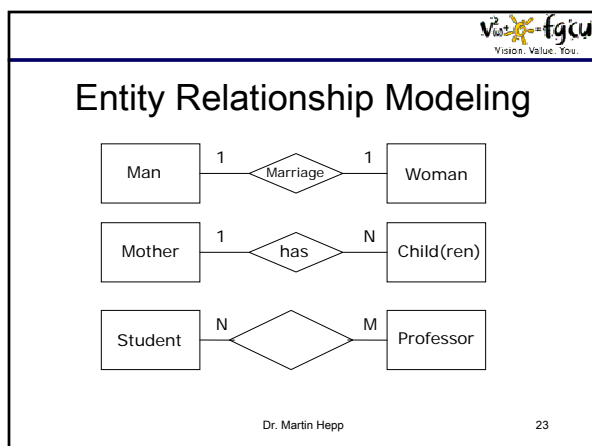 fgcu
Vision. Value. You.
Entity Relationship Modeling
Man 1 Marriage 1 Woman
Mother 1 has N Child(ren)
Student N M Professor
Dr. Martin Hepp 23